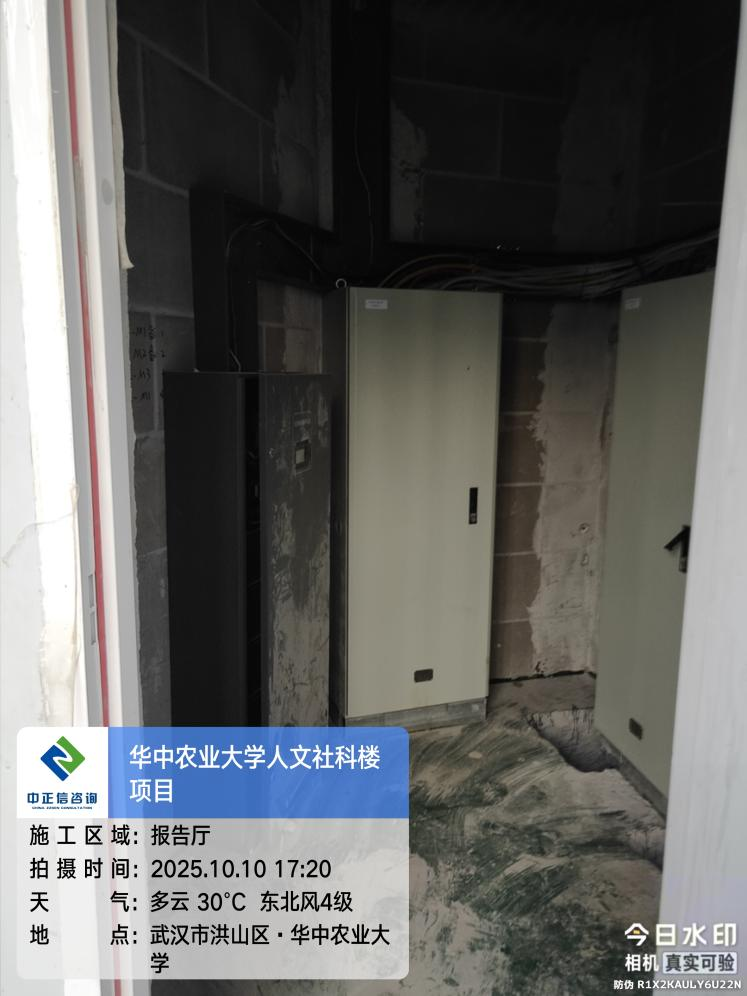 华中农业大学人文社科楼
项目
中正信咨询
施工区域：报告厅
拍摄时间：2025.10.10 17:20
天气：多云 30℃ 东北风4级
地点：武汉市洪山区·华中农业大
学
今日水印
相机 真实可验
防伪 R1X2KAULY6U22N